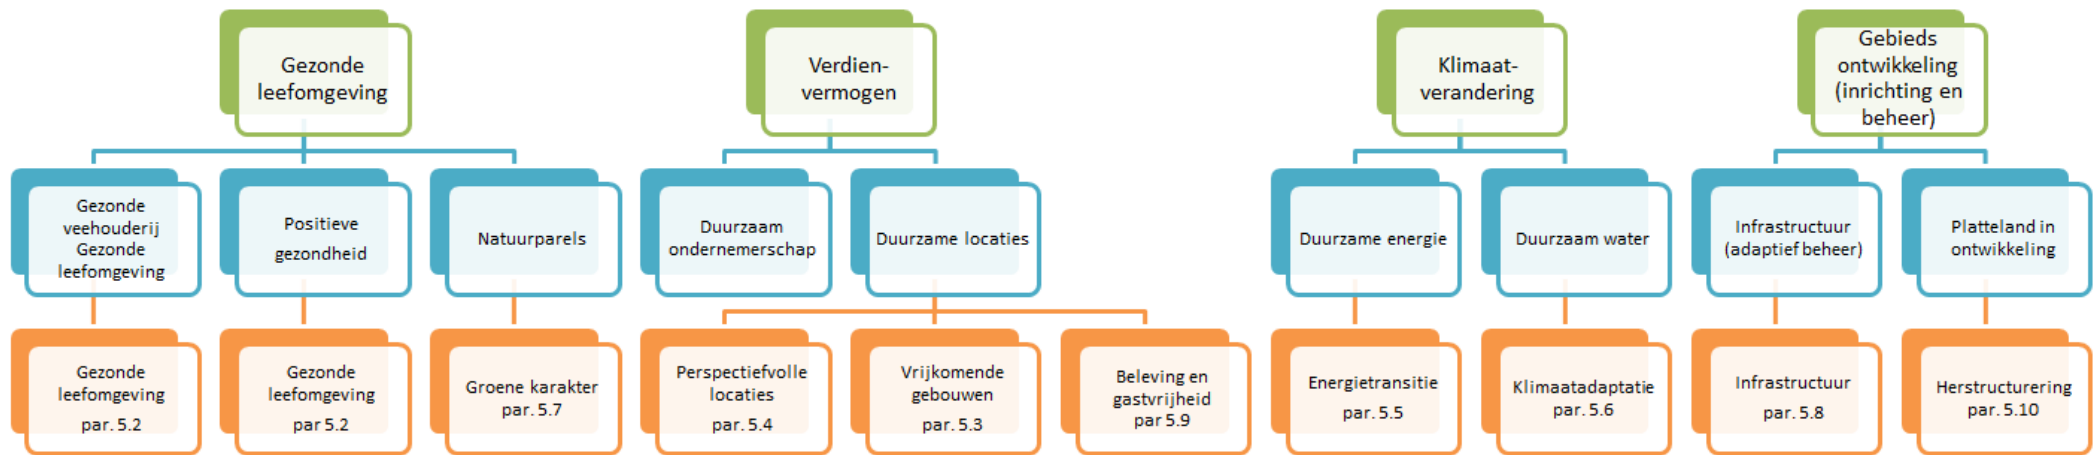 Gezonde
leefomgeving
Verdien-
vermogen
Klimaat-
verandering
Gebieds
ontwikkeling
(inrichting en
beheer)
Gezonde
veehouderij
Gezonde
leefomgeving
Positieve
gezondheid
Natuurparels
Duurzaam
ondernemerschap
Duurzame locaties
Duurzame energie
Duurzaam water
Infrastructuur
(adaptief beheer)
Platteland in
ontwikkeling
Gezonde
leefomgeving
par. 5.2
Gezonde
leefomgeving
par 5.2
Groene karakter
par. 5.7
Perspectiefvolle
locaties
par. 5.4
Vrijkomende
gebouwen
par. 5.3
Beleving en
gastvrijheid
par 5.9
Energietransitie
par. 5.5
Klimaatadaptatie
par. 5.6
Infrastructuur
par. 5.8
Herstructurering
par. 5.10